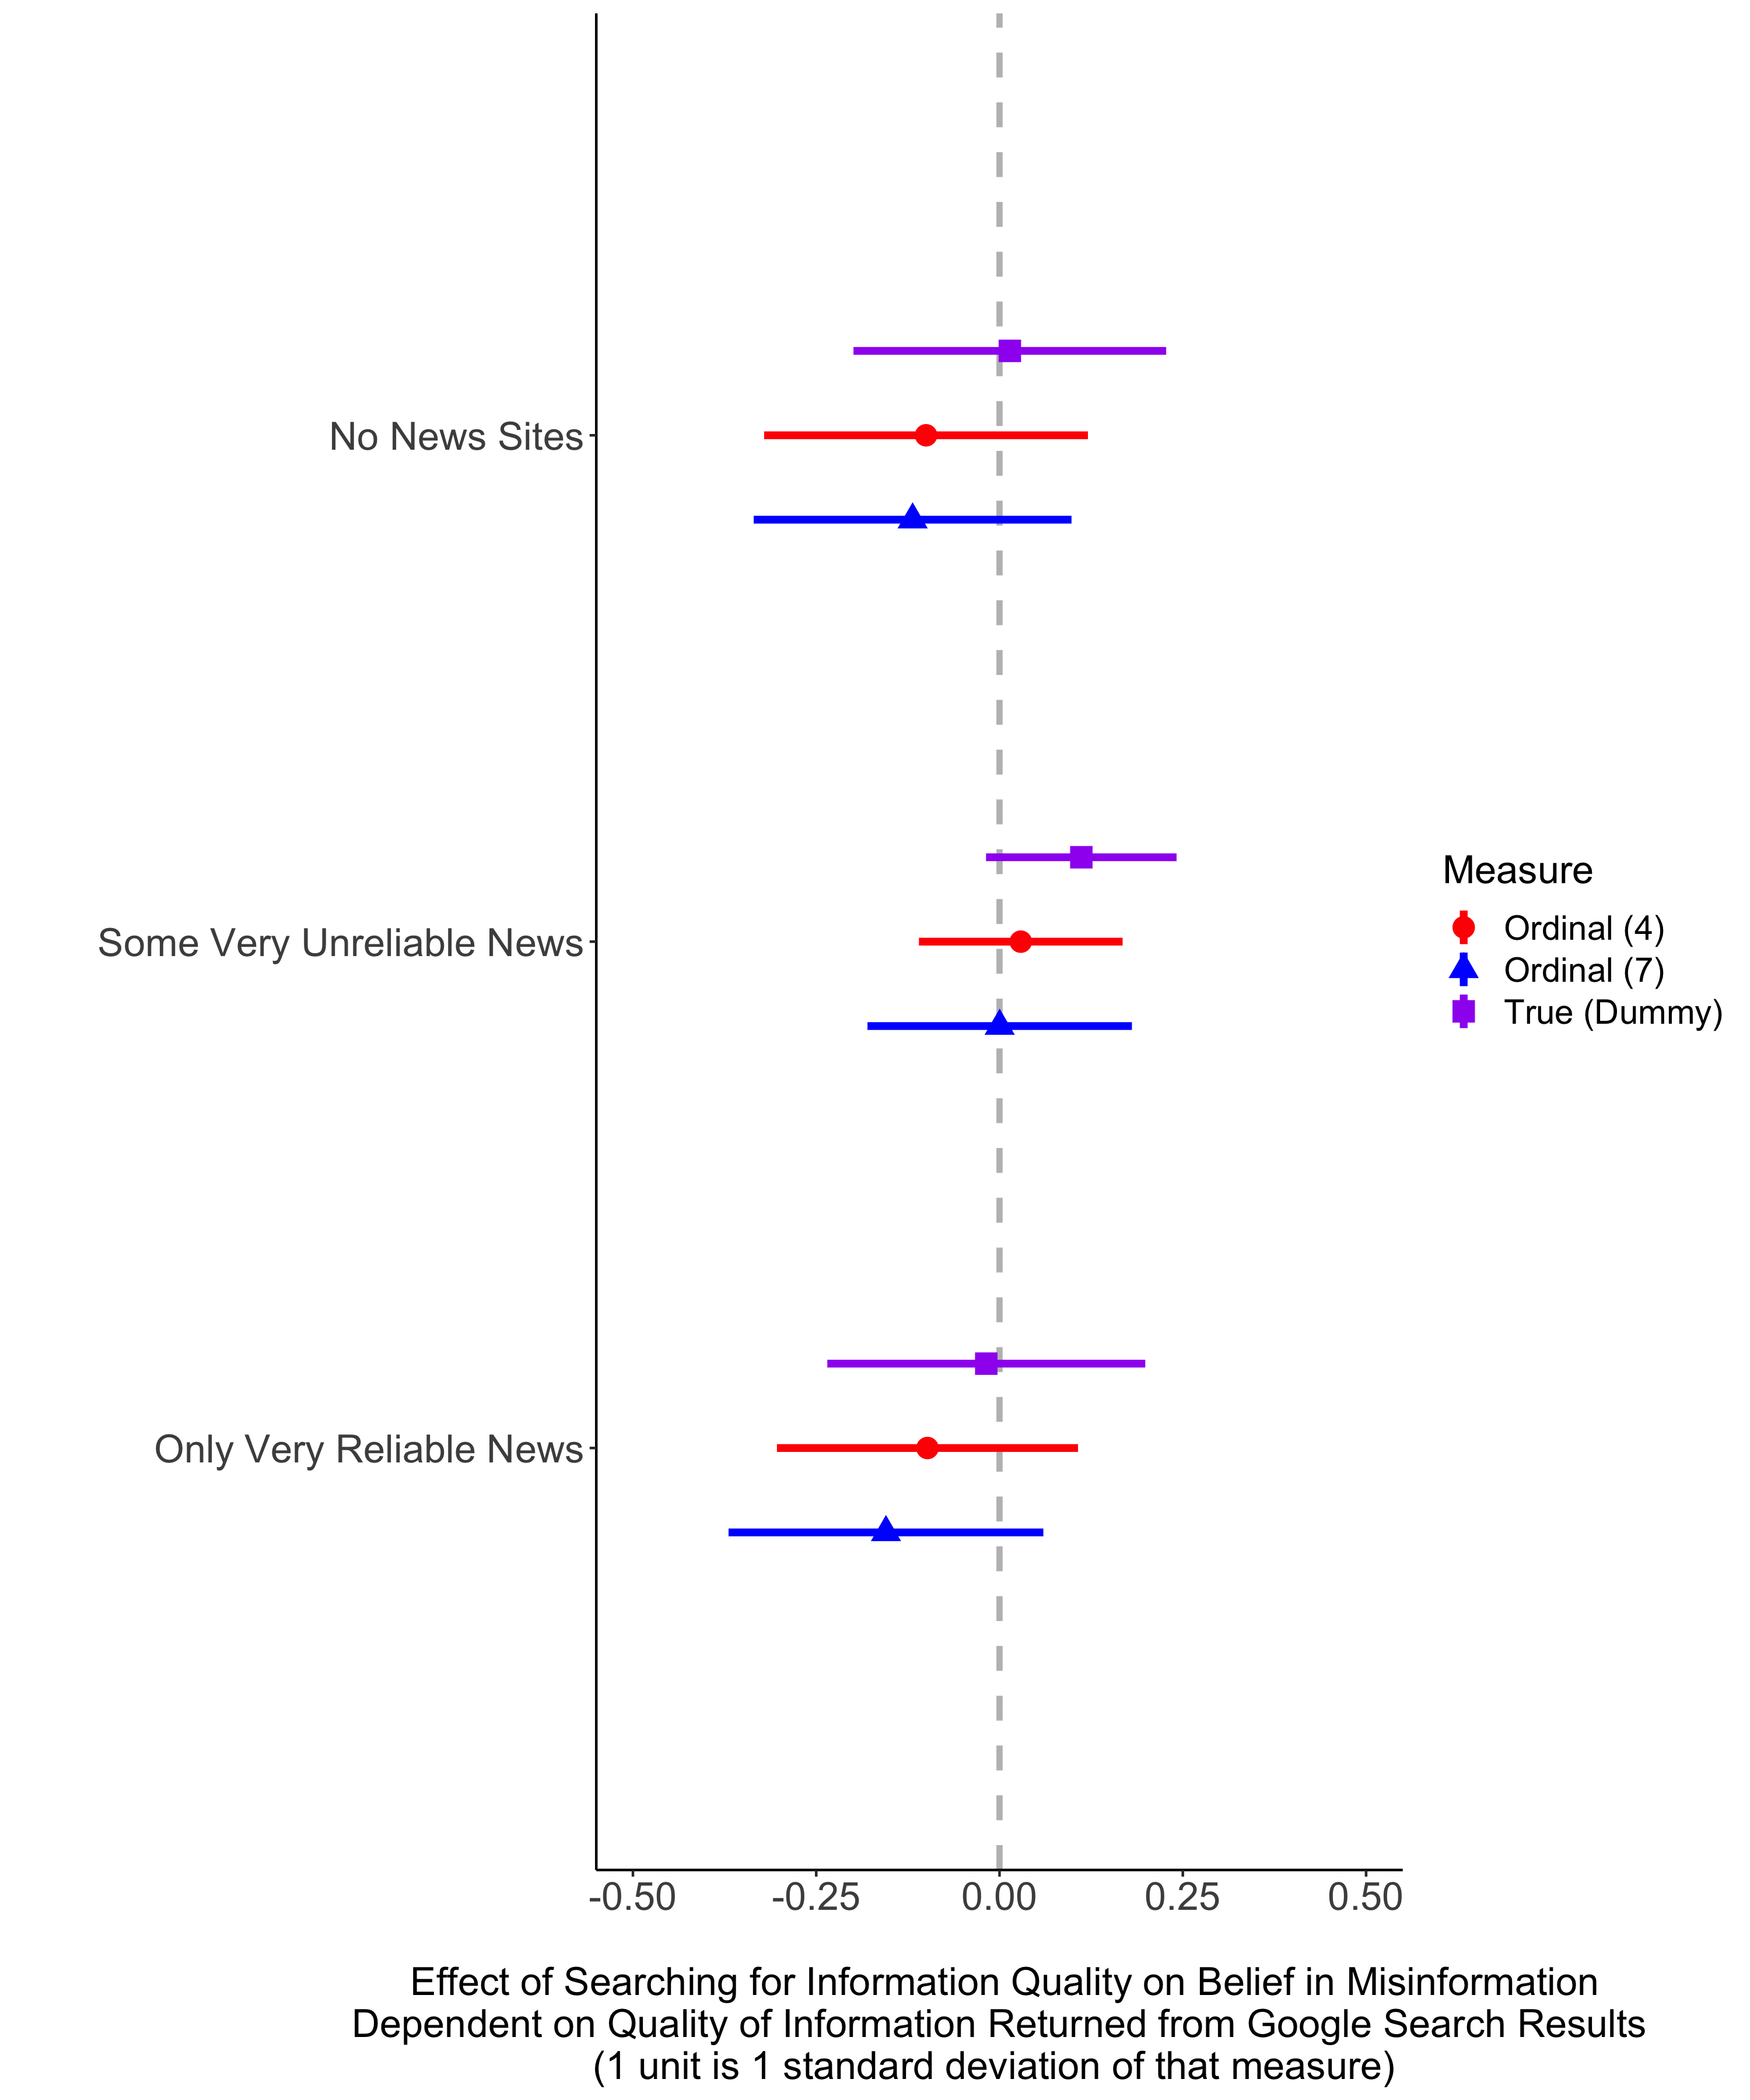 No News Sites
Some Very Unreliable News
Only Very Reliable News
-0.50 -0.25 0.00 0.25 0.50
Effect of Searching for Information Quality on Belief in Misinformation
Dependent on Quality of Information Returned from Google Search Results
(1 unit is 1 standard deviation of that measure)
Measure
Ordinal (4)
Ordinal (7)
True (Dummy)